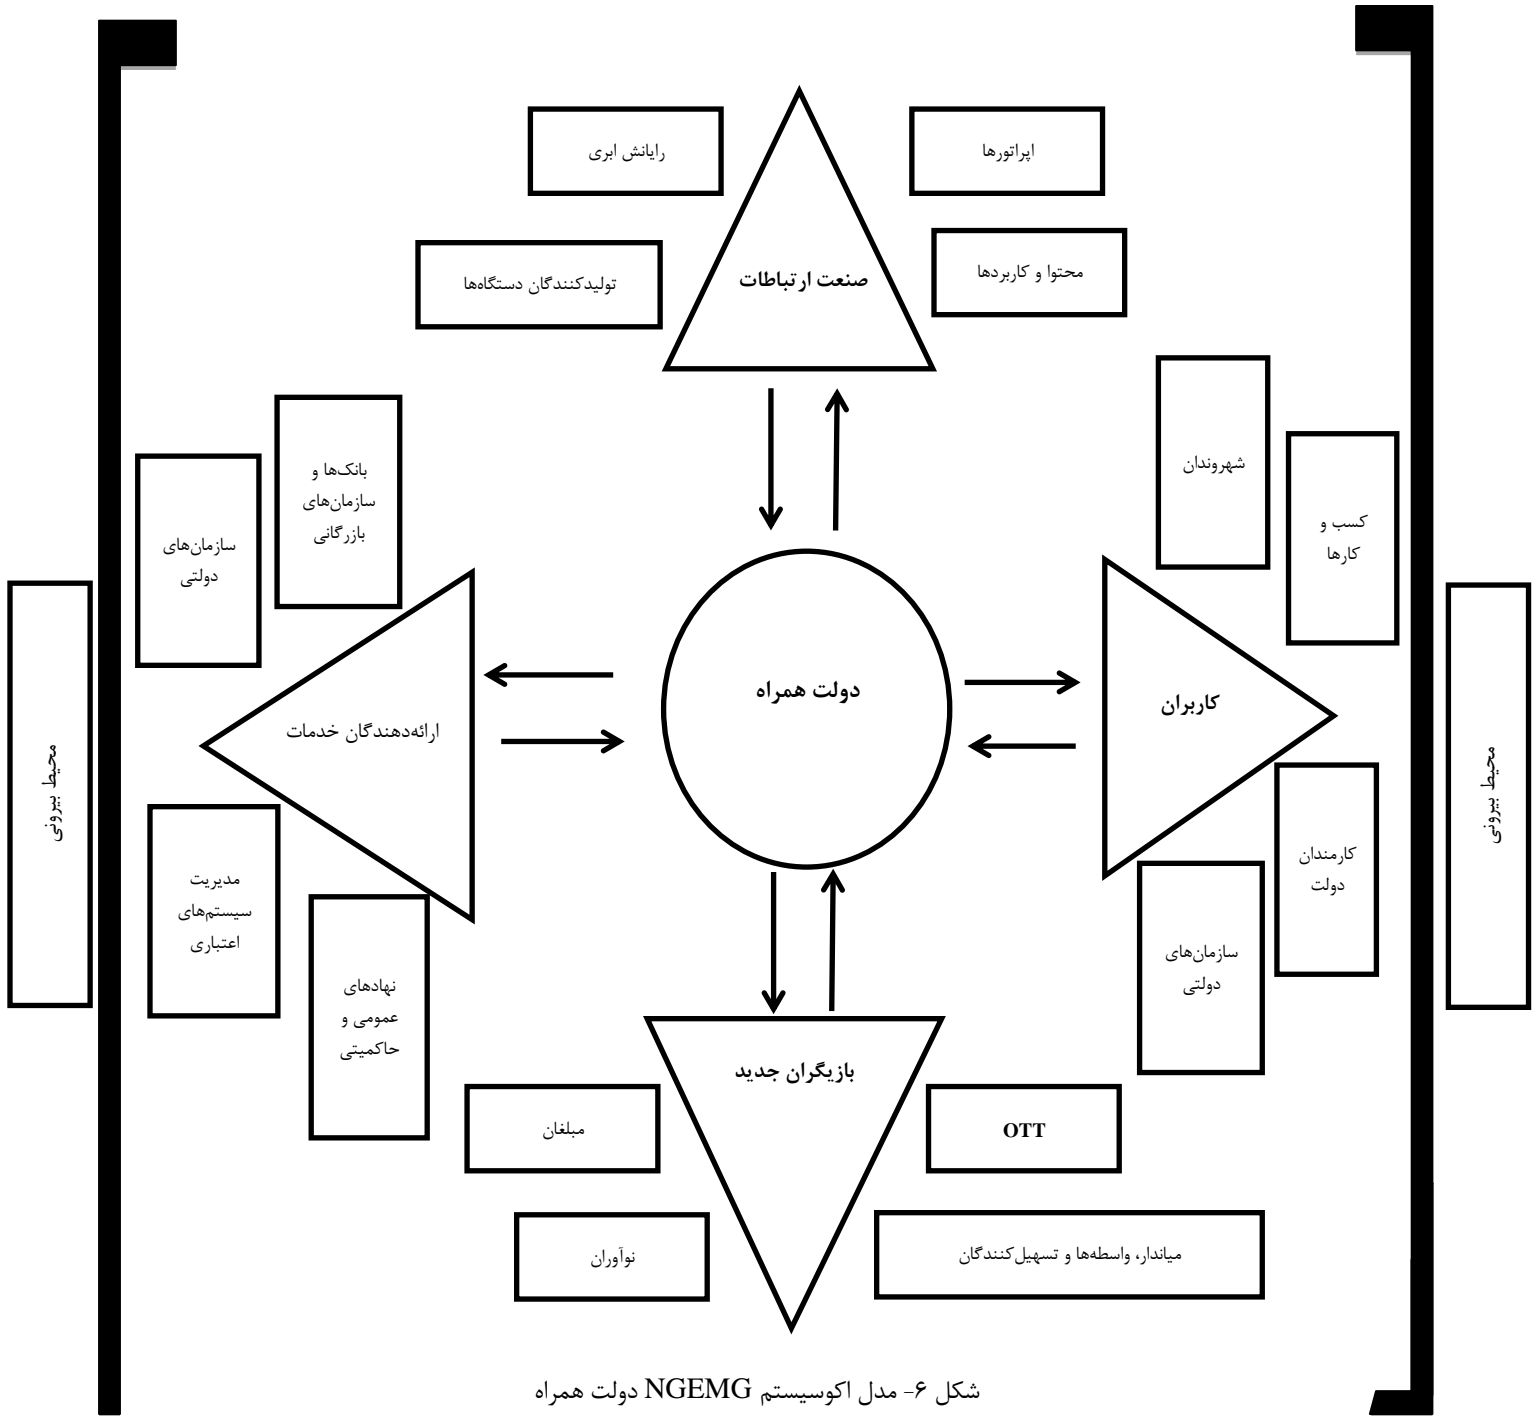 اپراتورها
رایانش ابری
محتوا و کاربردها
صنعت ارتباطات
تولیدکنندگان دستگاه‌ها
شهروندان
کسب و
کارها
بانک‌ها و
سازمان‌های
بازرگانی
سازمان‌های
دولتی
محیط بیرونی
کاربران
دولت همراه
ارائه‌دهندگان خدمات
محیط بیرونی
کارمندان
دولت
سازمان‌های
دولتی
مدیریت
سیستم‌های
اعتباری
نهادهای
عمومی و
حاکمیتی
بازیگران جدید
OTT
مبلغان
میاندار، واسطه‌ها و تسهیل‌کنندگان
نوآوران
شکل ۶- مدل اکوسیستم NGEMG دولت همراه